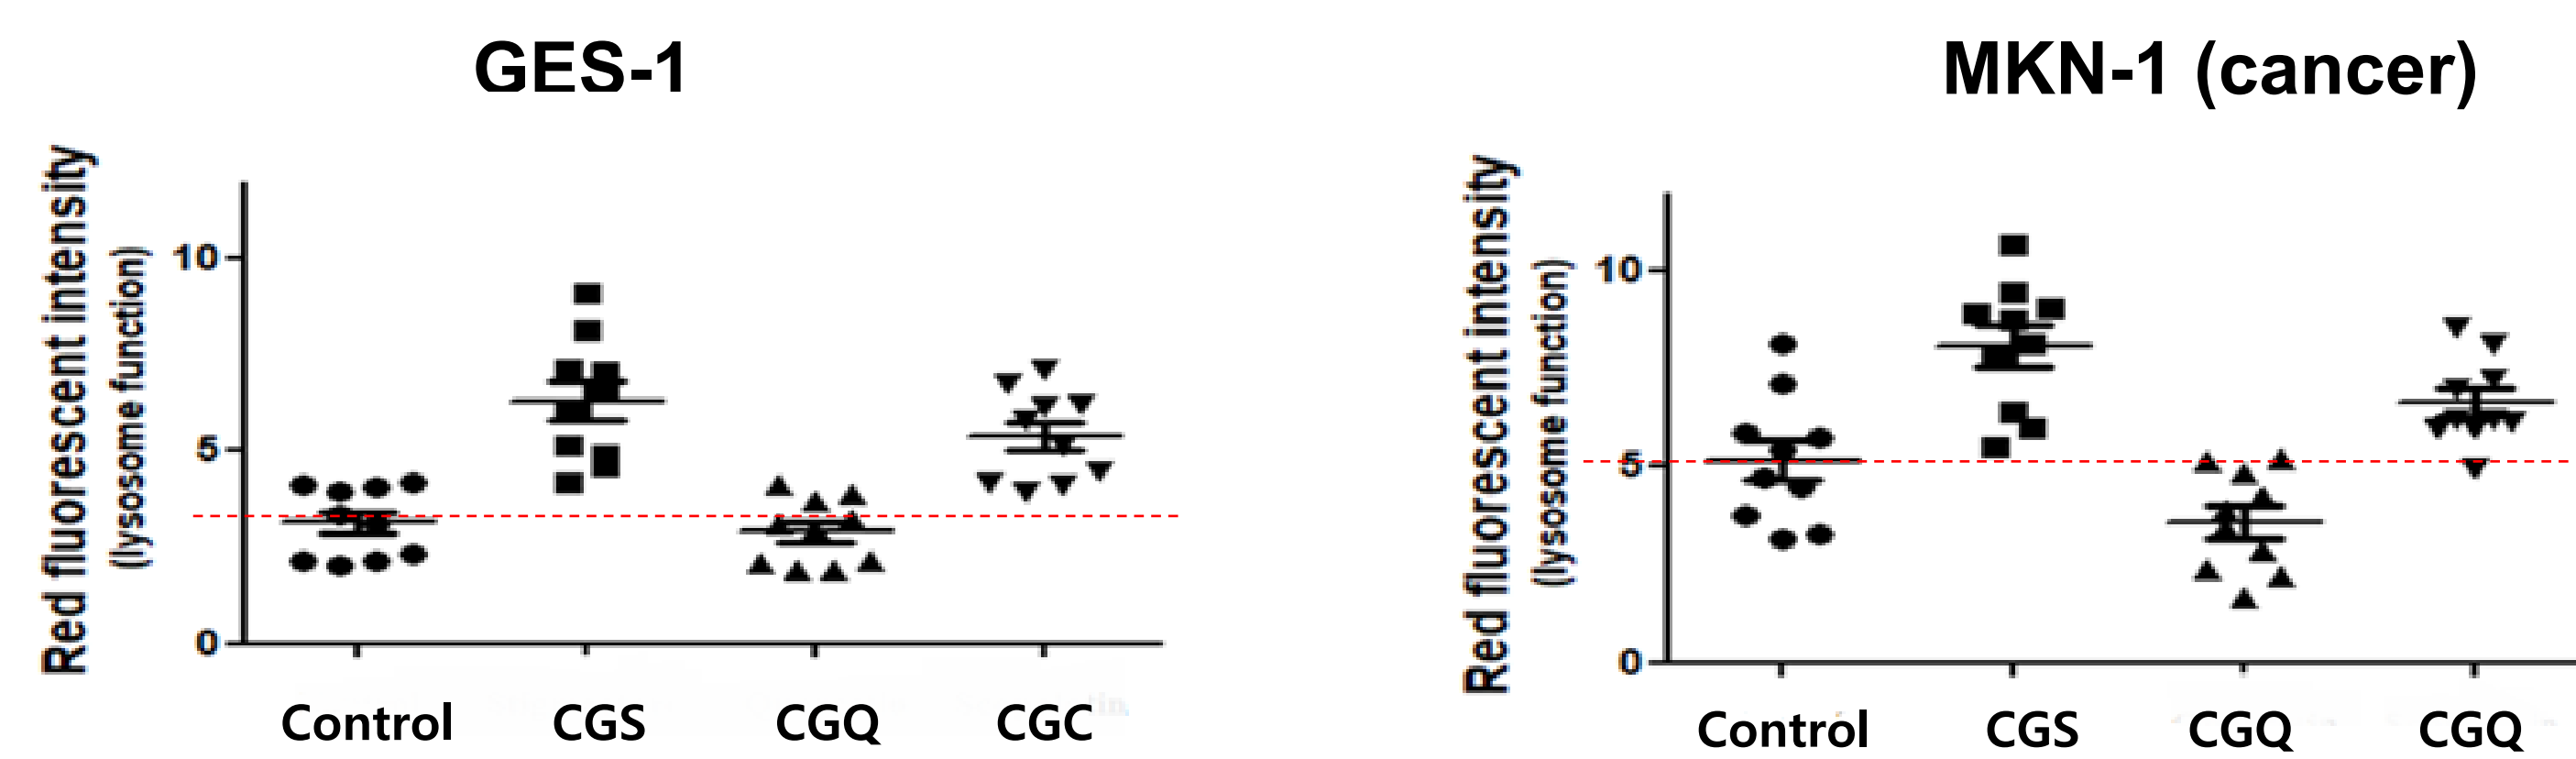 GES-1
Red fluorescent intensity
(lysosome function)
10
5
0
Control CGS CGQ CGC
MKN-1 (cancer)
Red fluorescent intensity
(lysosome function)
10
5
0
Control CGS CGQ CGQ